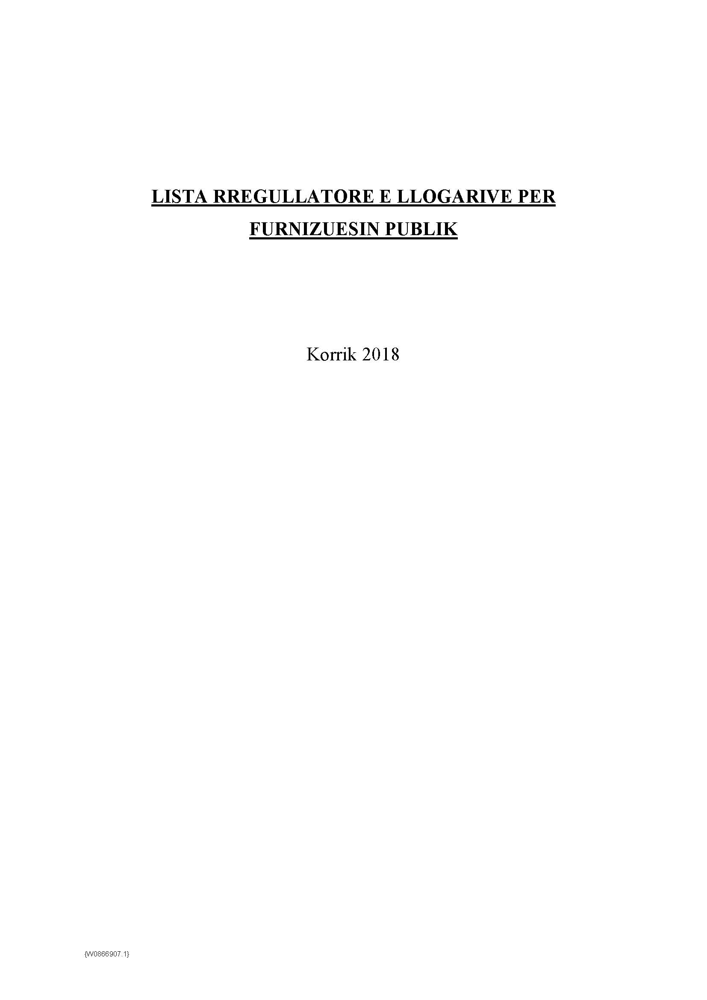 LISTA RREGULLATORE E LLOGARIVE PER
FURNIZUESIN PUBLIK
Korrik 2018
{W0866907.1}